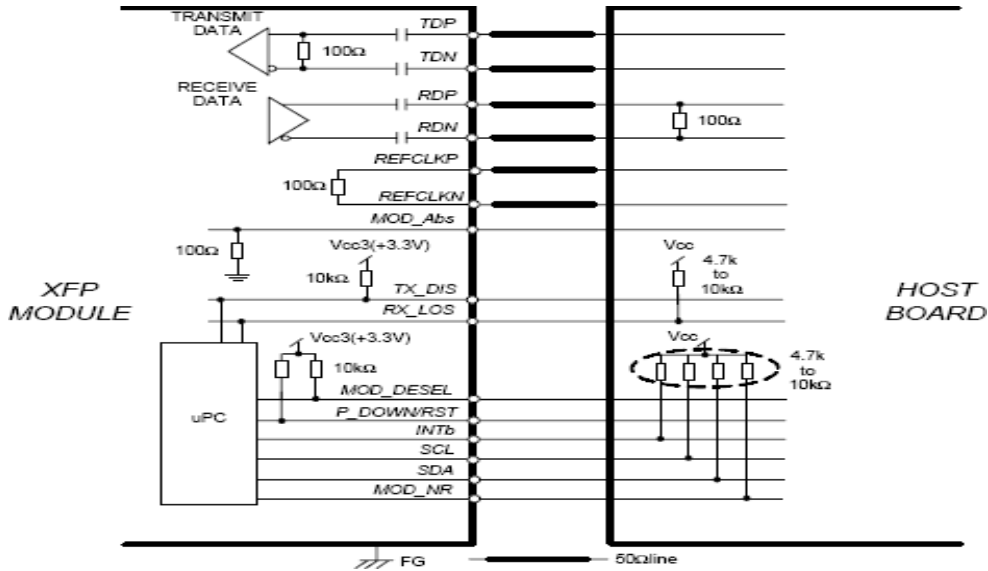 TRANSMIT
DATA
TDP
100Ω
TDN
RECEIVE
DATA
RDP
RDN
100Ω
REFCLKP
100Ω
REFCLKN
MOD_Abs
100Ω
Vcc3(+3.3V)
10kΩ
Vcc
4.7k
to
10kΩ
TX_DIS
RX_LOS
XFP
MODULE
HOST
BOARD
Vcc3(+3.3V)
10kΩ
Vcc
4.7k
to
10kΩ
MOD_DESEL
uPC
P_DOWN/RST
INTb
SCL
SDA
MOD_NR
FG
50Ωline